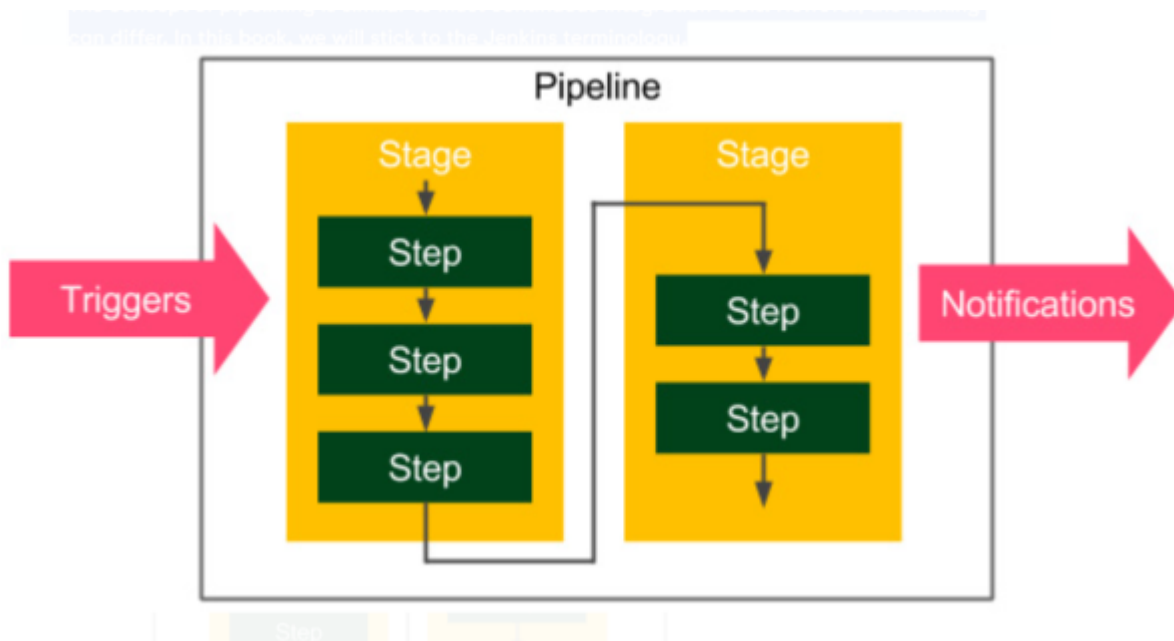 can differ. In this book, we will stick to the Jenkins terminology.
Pipeline
Stage
Step
Step
Step
Stage
Step
Step
Triggers
Notifications
Step